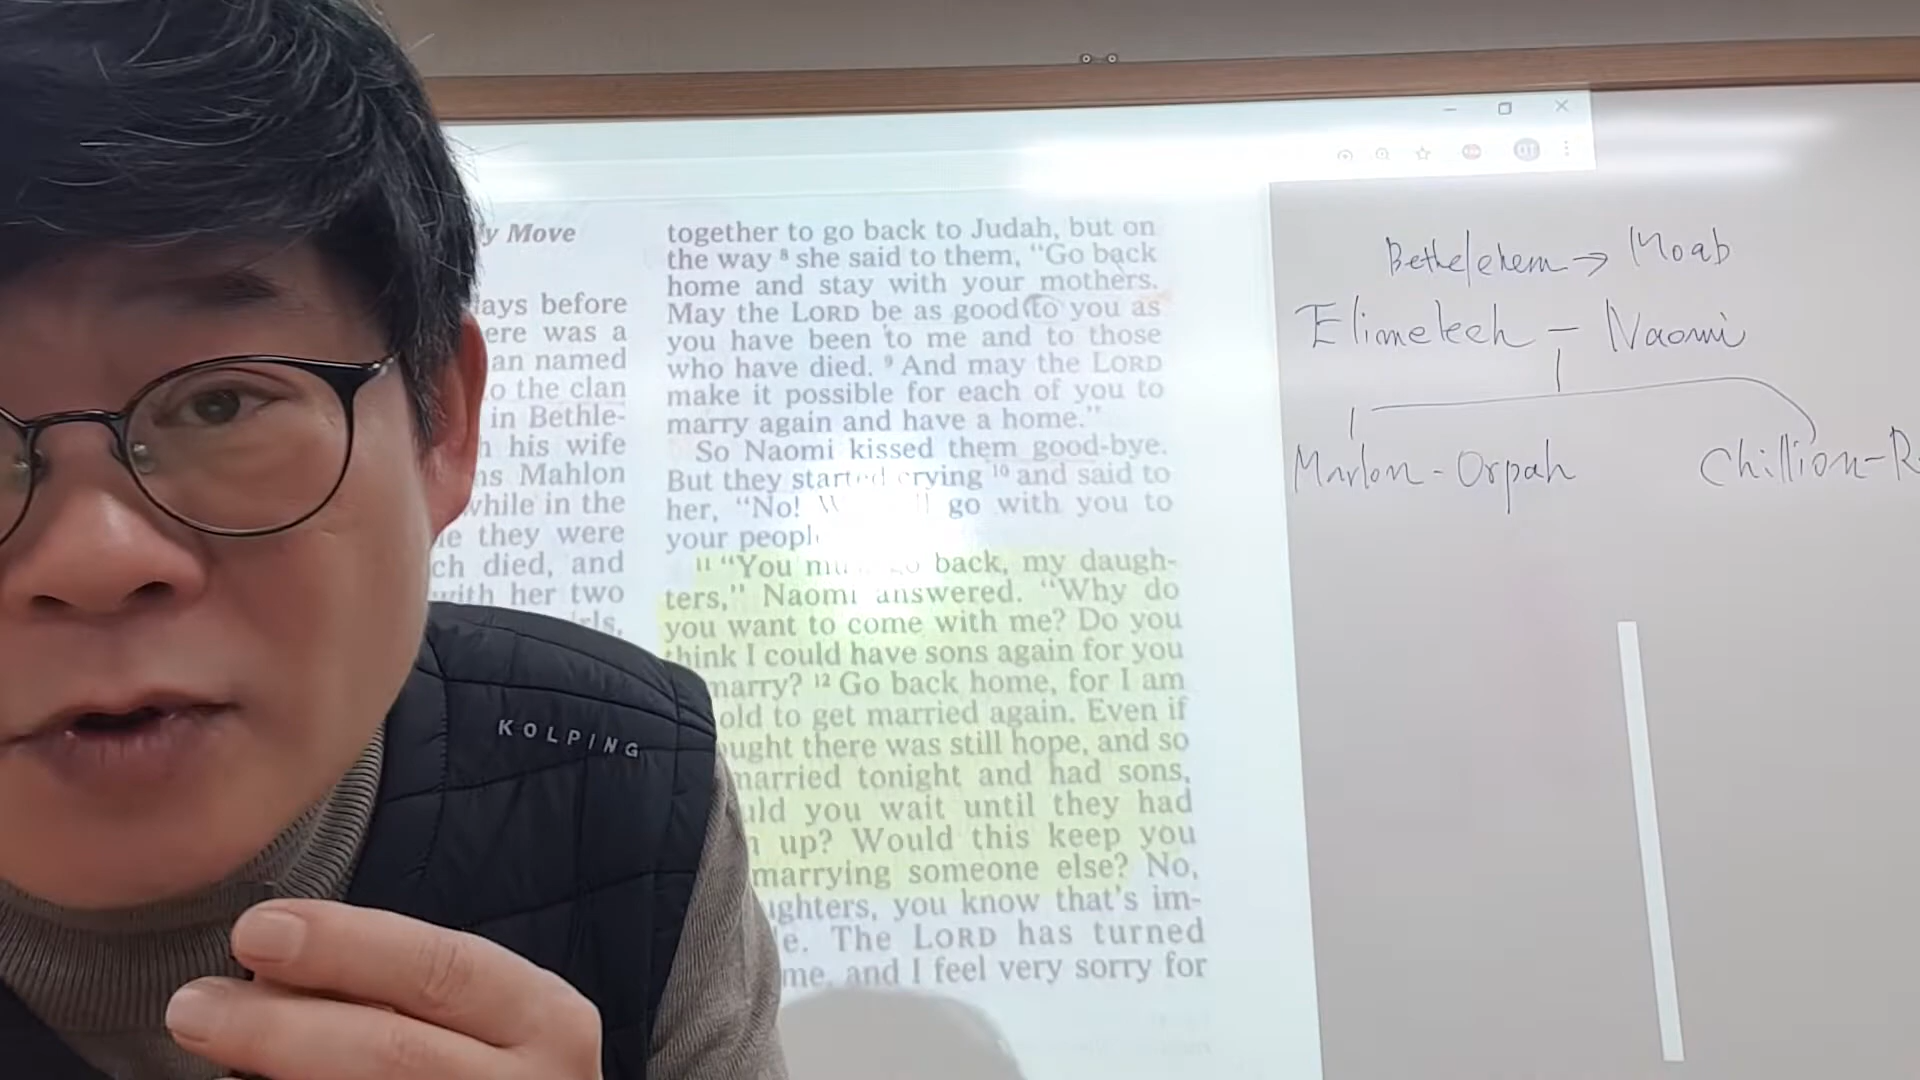 y Move
days before
ere was a
an named
o the clan
in Bethle-
his wife
ns Mahlon
while in the
they were
ch died, and
with her two
together to go back to Judah, but on
the way 8 she said to them, "Go back
home and stay with your mothers.
May the LORD be as good to you as
you have been to me and to those
who have died. 9 And may the LORD
make it possible for each of you to
marry again and have a home."
So Naomi kissed them good-bye.
But they started crying 10 and said to
her, "No! go with you to
your peopl
11 "You go back, my daugh-
ters," Naomi answered. "Why do
you want to come with me? Do you
think I could have sons again for you
marry? 12 Go back home, for I am
old to get married again. Even if
ought there was still hope, and so
married tonight and had sons,
uld you wait until they had
up? Would this keep you
marrying someone else? No,
ughters, you know that's im-
e. The LORD has turned
me, and I feel very sorry for
Bethelehem → Moab
Elimelech - Naomi
Marlon - Orpah Chillion - R
KOLPING